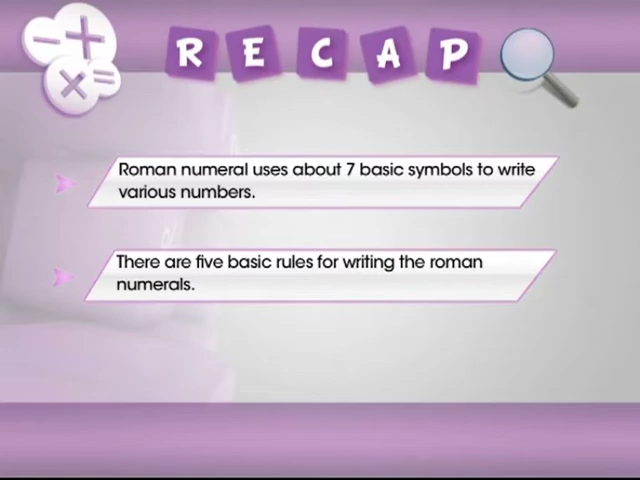 RECAP
Roman numeral uses about 7 basic symbols to write
various numbers.
There are five basic rules for writing the roman
numerals.